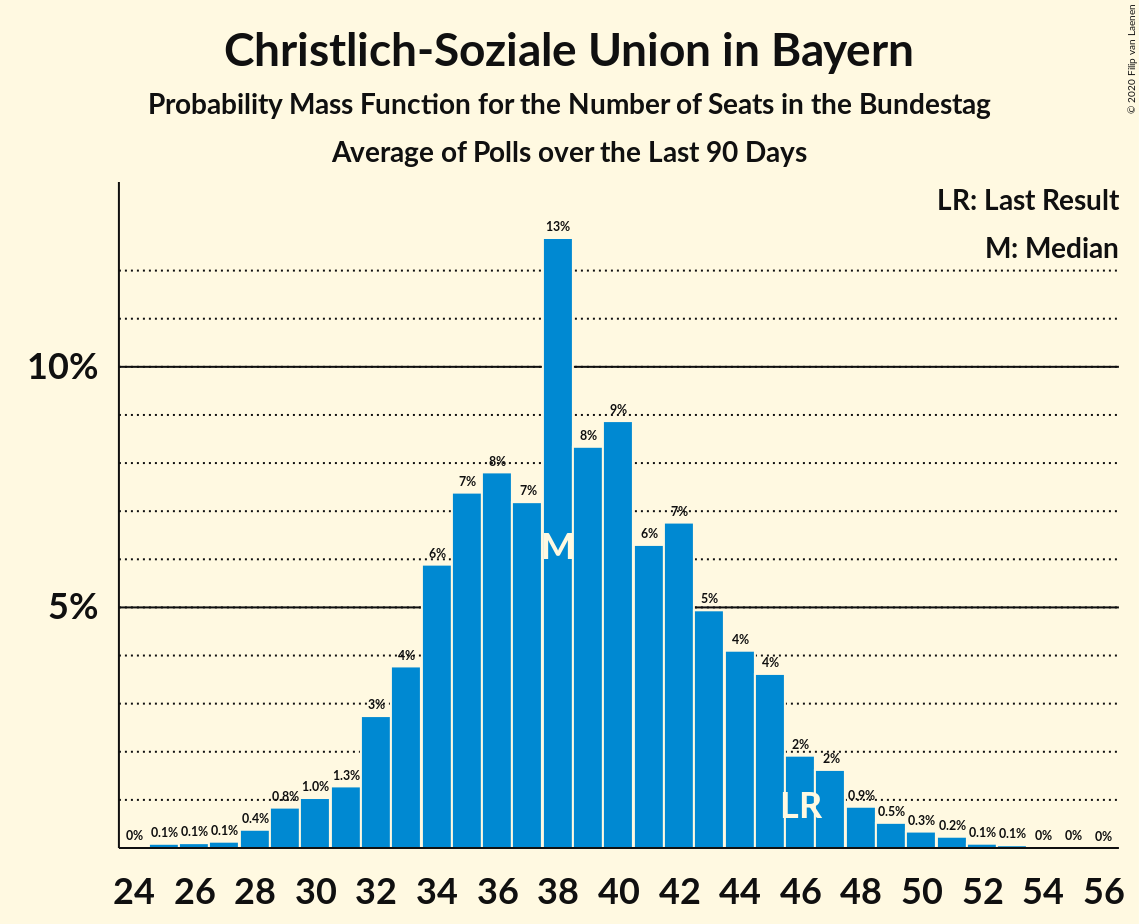 Christlich-Soziale Union in Bayern
Probability Mass Function for the Number of Seats in the Bundestag
Average of Polls over the Last 90 Days
© 2020 Filip van Laenen
LR: Last Result
M: Median
10%
5%
0% 0.1% 0.1% 0.1% 0.4% 0.8% 1.0% 1.3% 3% 4% 6% 7% 8% 7% 13% 8% 9% 6% 7% 5% 4% 4% 2% 2% 0.9% 0.5% 0.3% 0.2% 0.1% 0.1% 0% 0% 0%
M
LR
24 26 28 30 32 34 36 38 40 42 44 46 48 50 52 54 56